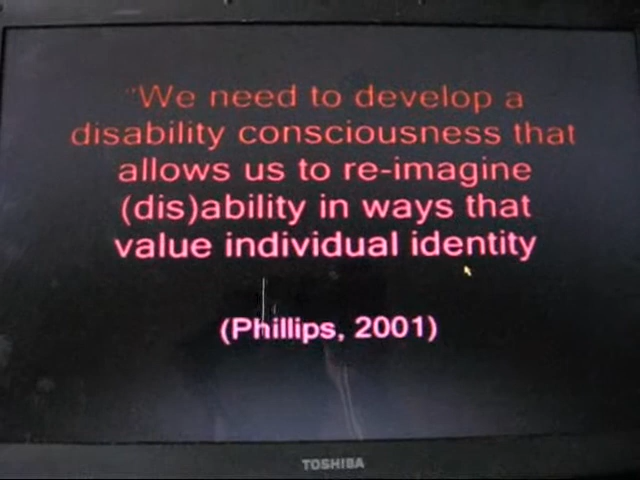 "We need to develop a
disability consciousness that
allows us to re-imagine
(dis)ability in ways that
value individual identity
(Phillips, 2001)
TOSHIBA